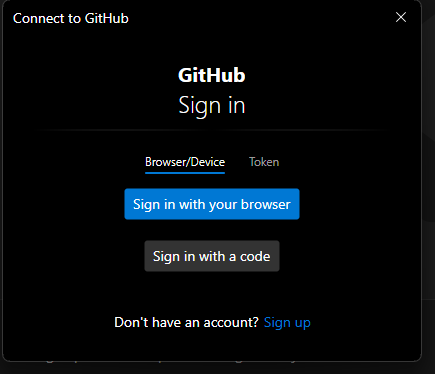 Connect to GitHub
GitHub
Sign in
Browser/Device Token
Sign in with your browser
Sign in with a code
Don't have an account? Sign up